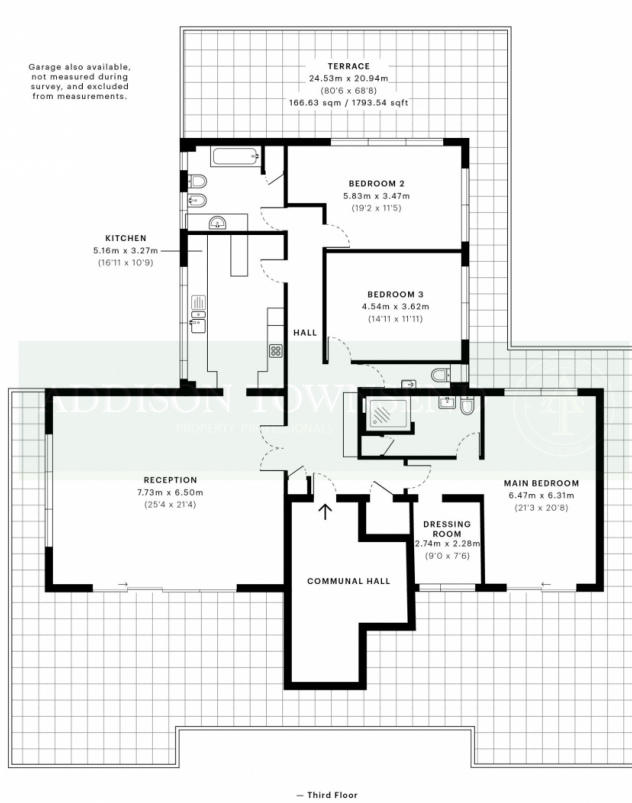 Garage also available,
not measured during
survey, and excluded
from measurements.
TERRACE
24.53m x 20.94m
(80'6 x 68'8)
166.63 sqm / 1793.54 sqft
BEDROOM 2
5.83m x 3.47m
(19'2 x 11'5)
KITCHEN
5.16m x 3.27m
(16'11 x 10'9)
BEDROOM 3
4.54m x 3.62m
(14'11 x 11'11)
HALL
ADDISON TOWNSEND
PROPERTY PROFESSIONALS
RECEPTION
7.73m x 6.50m
(25'4 x 21'4)
MAIN BEDROOM
6.47m x 6.31m
(21'3 x 20'8)
DRESSING
ROOM
2.74m x 2.28m
(9'0 x 7'6)
COMMUNAL HALL
— Third Floor